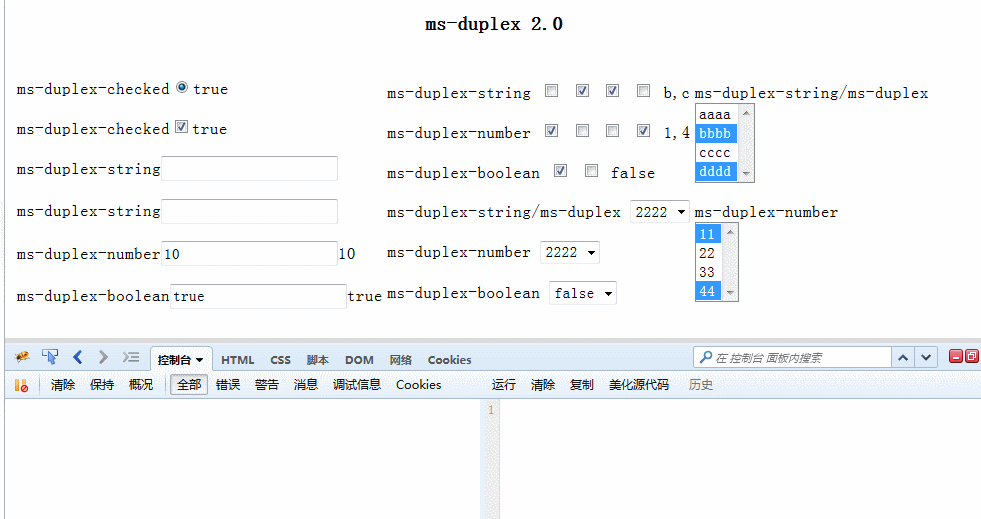 ms-duplex 2.0
ms-duplex-checked true
ms-duplex-checked true
ms-duplex-string
ms-duplex-string
ms-duplex-number 10 10
ms-duplex-boolean true true
ms-duplex-string b,c
ms-duplex-number 1,4
ms-duplex-boolean false
ms-duplex-string/ms-duplex 2222
ms-duplex-number 2222
ms-duplex-boolean false
ms-duplex-string/ms-duplex
aaaa
bbbb
cccc
dddd
ms-duplex-number
11
22
33
44
控制台 HTML CSS 脚本 DOM 网络 Cookies 在 控制台 面板内搜索
清除 保持 概况 全部 错误 警告 消息 调试信息 Cookies 运行 清除 复制 美化源代码 历史
1